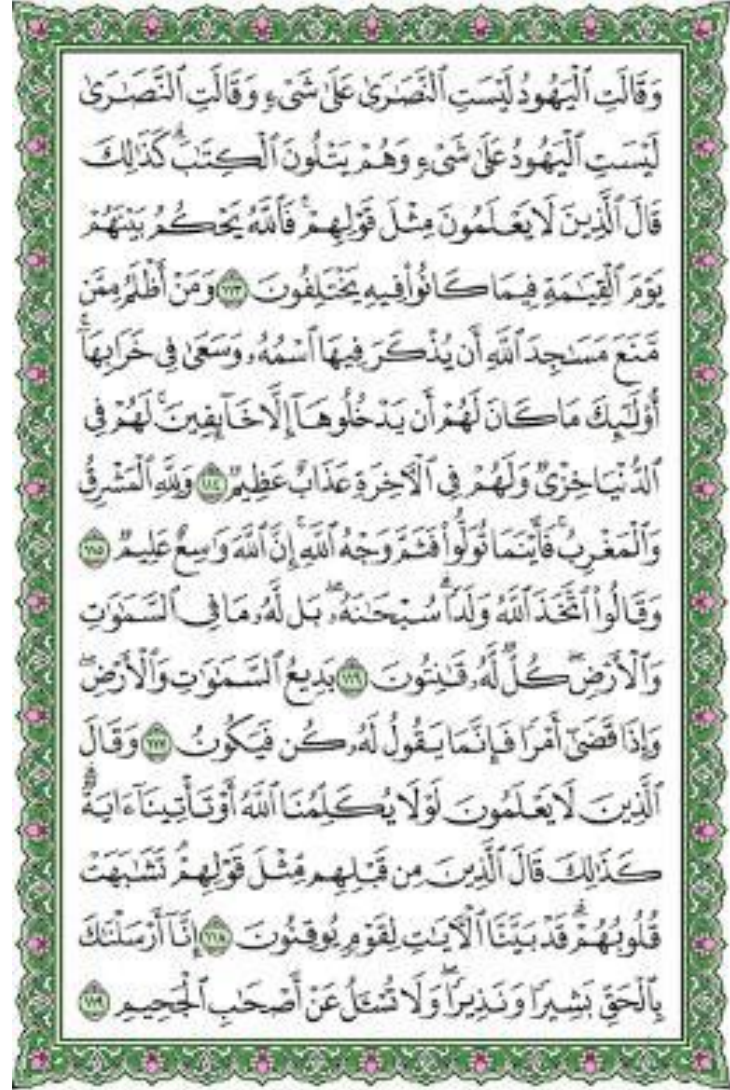 وَقَالَتِ ٱلْيَهُودُ لَيْسَتِ ٱلنَّصَـٰرَىٰ عَلَىٰ شَىْءٍ وَقَالَتِ ٱلنَّصَـٰرَىٰ
لَيْسَتِ ٱلْيَهُودُ عَلَىٰ شَىْءٍ وَهُمْ يَتْلُونَ ٱلْكِتَـٰبَ ۗ كَذَٰلِكَ
قَالَ ٱلَّذِينَ لَا يَعْلَمُونَ مِثْلَ قَوْلِهِمْ ۚ فَٱللَّهُ يَحْكُمُ بَيْنَهُمْ
يَوْمَ ٱلْقِيَـٰمَةِ فِيمَا كَانُوا۟ فِيهِ يَخْتَلِفُونَ ١١٣ وَمَنْ أَظْلَمُ مِمَّن
مَّنَعَ مَسَـٰجِدَ ٱللَّهِ أَن يُذْكَرَ فِيهَا ٱسْمُهُۥ وَسَعَىٰ فِى خَرَابِهَآ ۚ
أُو۟لَـٰٓئِكَ مَا كَانَ لَهُمْ أَن يَدْخُلُوهَآ إِلَّا خَآئِفِينَ ۚ لَهُمْ فِى
ٱلدُّنْيَا خِزْىٌ وَلَهُمْ فِى ٱلْـَٔاخِرَةِ عَذَابٌ عَظِيمٌ ١١٤ وَلِلَّهِ ٱلْمَشْرِقُ
وَٱلْمَغْرِبُ ۚ فَأَيْنَمَا تُوَلُّوا۟ فَثَمَّ وَجْهُ ٱللَّهِ ۚ إِنَّ ٱللَّهَ وَٰسِعٌ عَلِيمٌ ١١٥
وَقَالُوا۟ ٱتَّخَذَ ٱللَّهُ وَلَدًا ۗ سُبْحَـٰنَهُۥ ۖ بَل لَّهُۥ مَا فِى ٱلسَّمَـٰوَٰتِ
وَٱلْأَرْضِ ۖ كُلٌّ لَّهُۥ قَـٰنِتُونَ ١١٦ بَدِيعُ ٱلسَّمَـٰوَٰتِ وَٱلْأَرْضِ ۖ
وَإِذَا قَضَىٰٓ أَمْرًا فَإِنَّمَا يَقُولُ لَهُۥ كُن فَيَكُونُ ١١٧ وَقَالَ
ٱلَّذِينَ لَا يَعْلَمُونَ لَوْلَا يُكَلِّمُنَا ٱللَّهُ أَوْ تَأْتِينَآ ءَايَةٌ ۗ
كَذَٰلِكَ قَالَ ٱلَّذِينَ مِن قَبْلِهِم مِّثْلَ قَوْلِهِمْ ۘ تَشَـٰبَهَتْ
قُلُوبُهُمْ ۗ قَدْ بَيَّنَّا ٱلْـَٔايَـٰتِ لِقَوْمٍ يُوقِنُونَ ١١٨ إِنَّآ أَرْسَلْنَـٰكَ
بِٱلْحَقِّ بَشِيرًا وَنَذِيرًا ۖ وَلَا تُسْـَٔلُ عَنْ أَصْحَـٰبِ ٱلْجَحِيمِ ١١٩